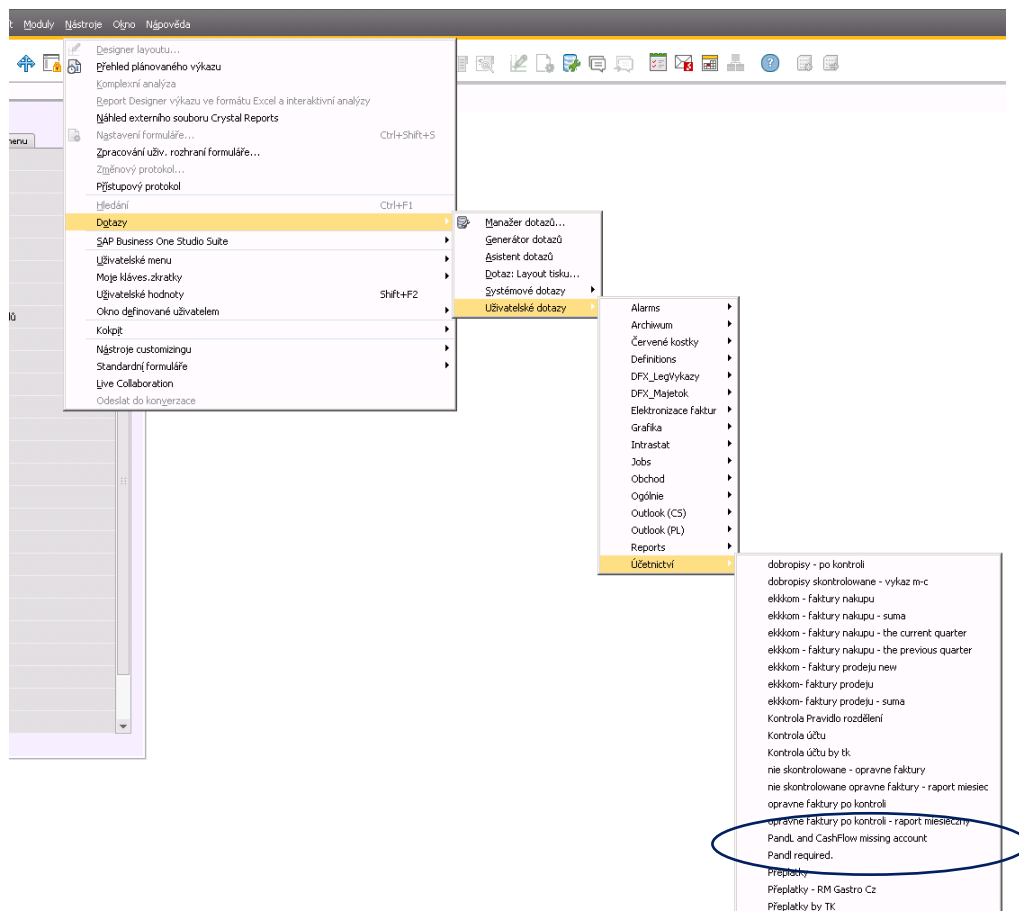 Moduly Nástroje Okno Nápověda
Designer layoutu...
Přehled plánovaného výkazu
Komplexní analýza
Report Designer výkazu ve formátu Excel a interaktivní analýzy
Náhled externího souboru Crystal Reports
Nastavení formuláře... Ctrl+Shift+S
Zpracování uživ. rozhraní formuláře...
Změnový protokol...
Přístupový protokol
Hledání Ctrl+F1
Dotazy
SAP Business One Studio Suite
Uživatelské menu
Moje kláves.zkratky
Uživatelské hodnoty Shift+F2
Okno definované uživatelem
Kokpit
Nástroje customizingu
Standardní formuláře
Live Collaboration
Odeslat do konverzace
menu
Manažer dotazů...
Generátor dotazů
Asistent dotazů
Dotaz: Layout tisku...
Systémové dotazy
Uživatelské dotazy
Alarms
Archiwum
Červené kostky
Definitions
DFX_LegVykazy
DFX_Majetok
Elektronizace faktur
Grafika
Intrastat
Jobs
Obchod
Ogólnie
Outlook (CS)
Outlook (PL)
Reports
Účetnictví
dobropisy - po kontroli
dobropisy skontrolowane - vykaz m-c
ekkkom - faktury nakupu
ekkkom - faktury nakupu - suma
ekkkom - faktury nakupu - the current quarter
ekkkom - faktury nakupu - the previous quarter
ekkkom - faktury prodeju new
ekkkom- faktury prodeju
ekkkom- faktury prodeju - suma
Kontrola Pravidlo rozdělení
Kontrola účtu
Kontrola účtu by tk
nie skontrolowane - opravne faktury
nie skontrolowane opravne faktury - raport miesiec
opravne faktury po kontroli
opravne faktury po kontroli - raport miesieczny
PandL and CashFlow missing account
Pandl required.
Preplatky
Přeplatky - RM Gastro Cz
Přeplatky by TK